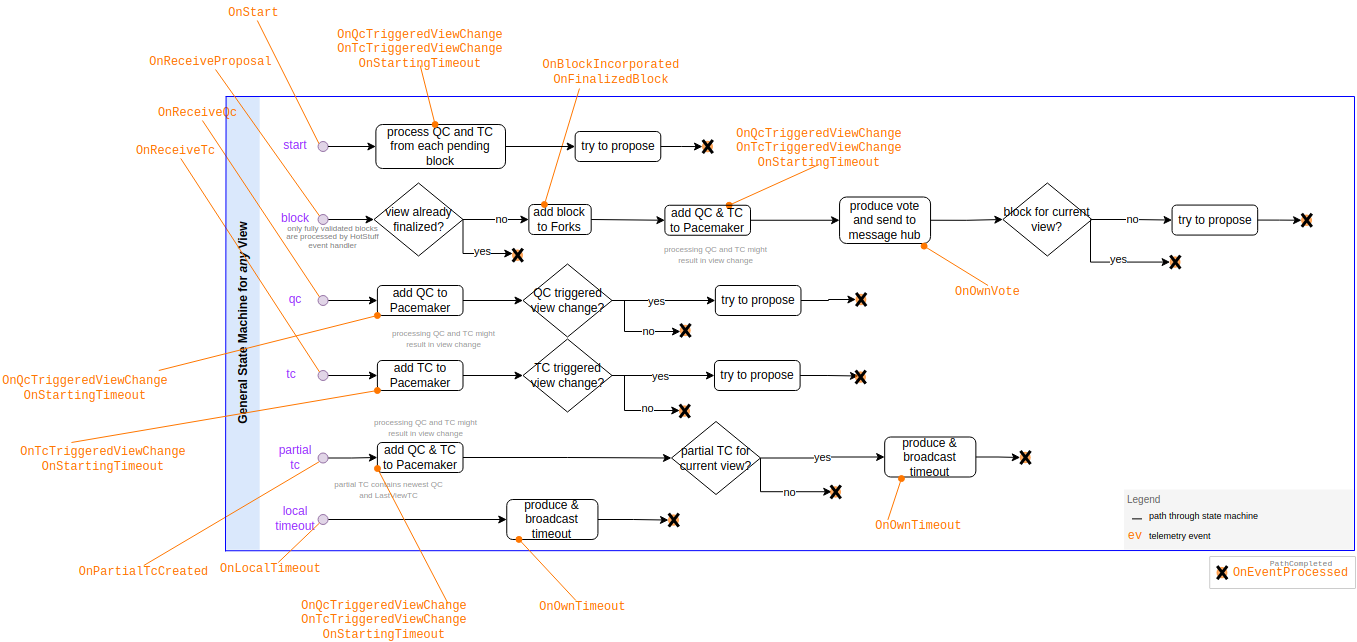 OnStart
OnQcTriggeredViewChange
OnTcTriggeredViewChange
OnStartingTimeout
OnReceiveProposal
OnBlockIncorporated
OnFinalizedBlock
OnReceiveQc
OnReceiveTc
OnQcTriggeredViewChange
OnTcTriggeredViewChange
OnStartingTimeout
General State Machine for any View
start
process QC and TC
from each pending
block
try to propose
block
only fully validated blocks
are processed by HotStuff
event handler
view already
finalized?
no
yes
add block
to Forks
add QC & TC
to Pacemaker
processing QC and TC might
result in view change
produce vote
and send to
message hub
block for current
view?
no
yes
try to propose
OnOwnVote
qc
add QC to
Pacemaker
processing QC and TC might
result in view change
QC triggered
view change?
yes
no
try to propose
OnQcTriggeredViewChange
OnStartingTimeout
tc
add TC to
Pacemaker
processing QC and TC might
result in view change
TC triggered
view change?
yes
no
try to propose
OnTcTriggeredViewChange
OnStartingTimeout
partial
tc
add QC & TC
to Pacemaker
partial TC contains newest QC
and LastViewTC
partial TC for
current view?
yes
no
produce &
broadcast
timeout
OnOwnTimeout
local
timeout
produce &
broadcast
timeout
OnPartialTcCreated
OnLocalTimeout
OnQcTriggeredViewChange
OnTcTriggeredViewChange
OnStartingTimeout
OnOwnTimeout
Legend
path through state machine
ev telemetry event
PathCompleted
OnEventProcessed